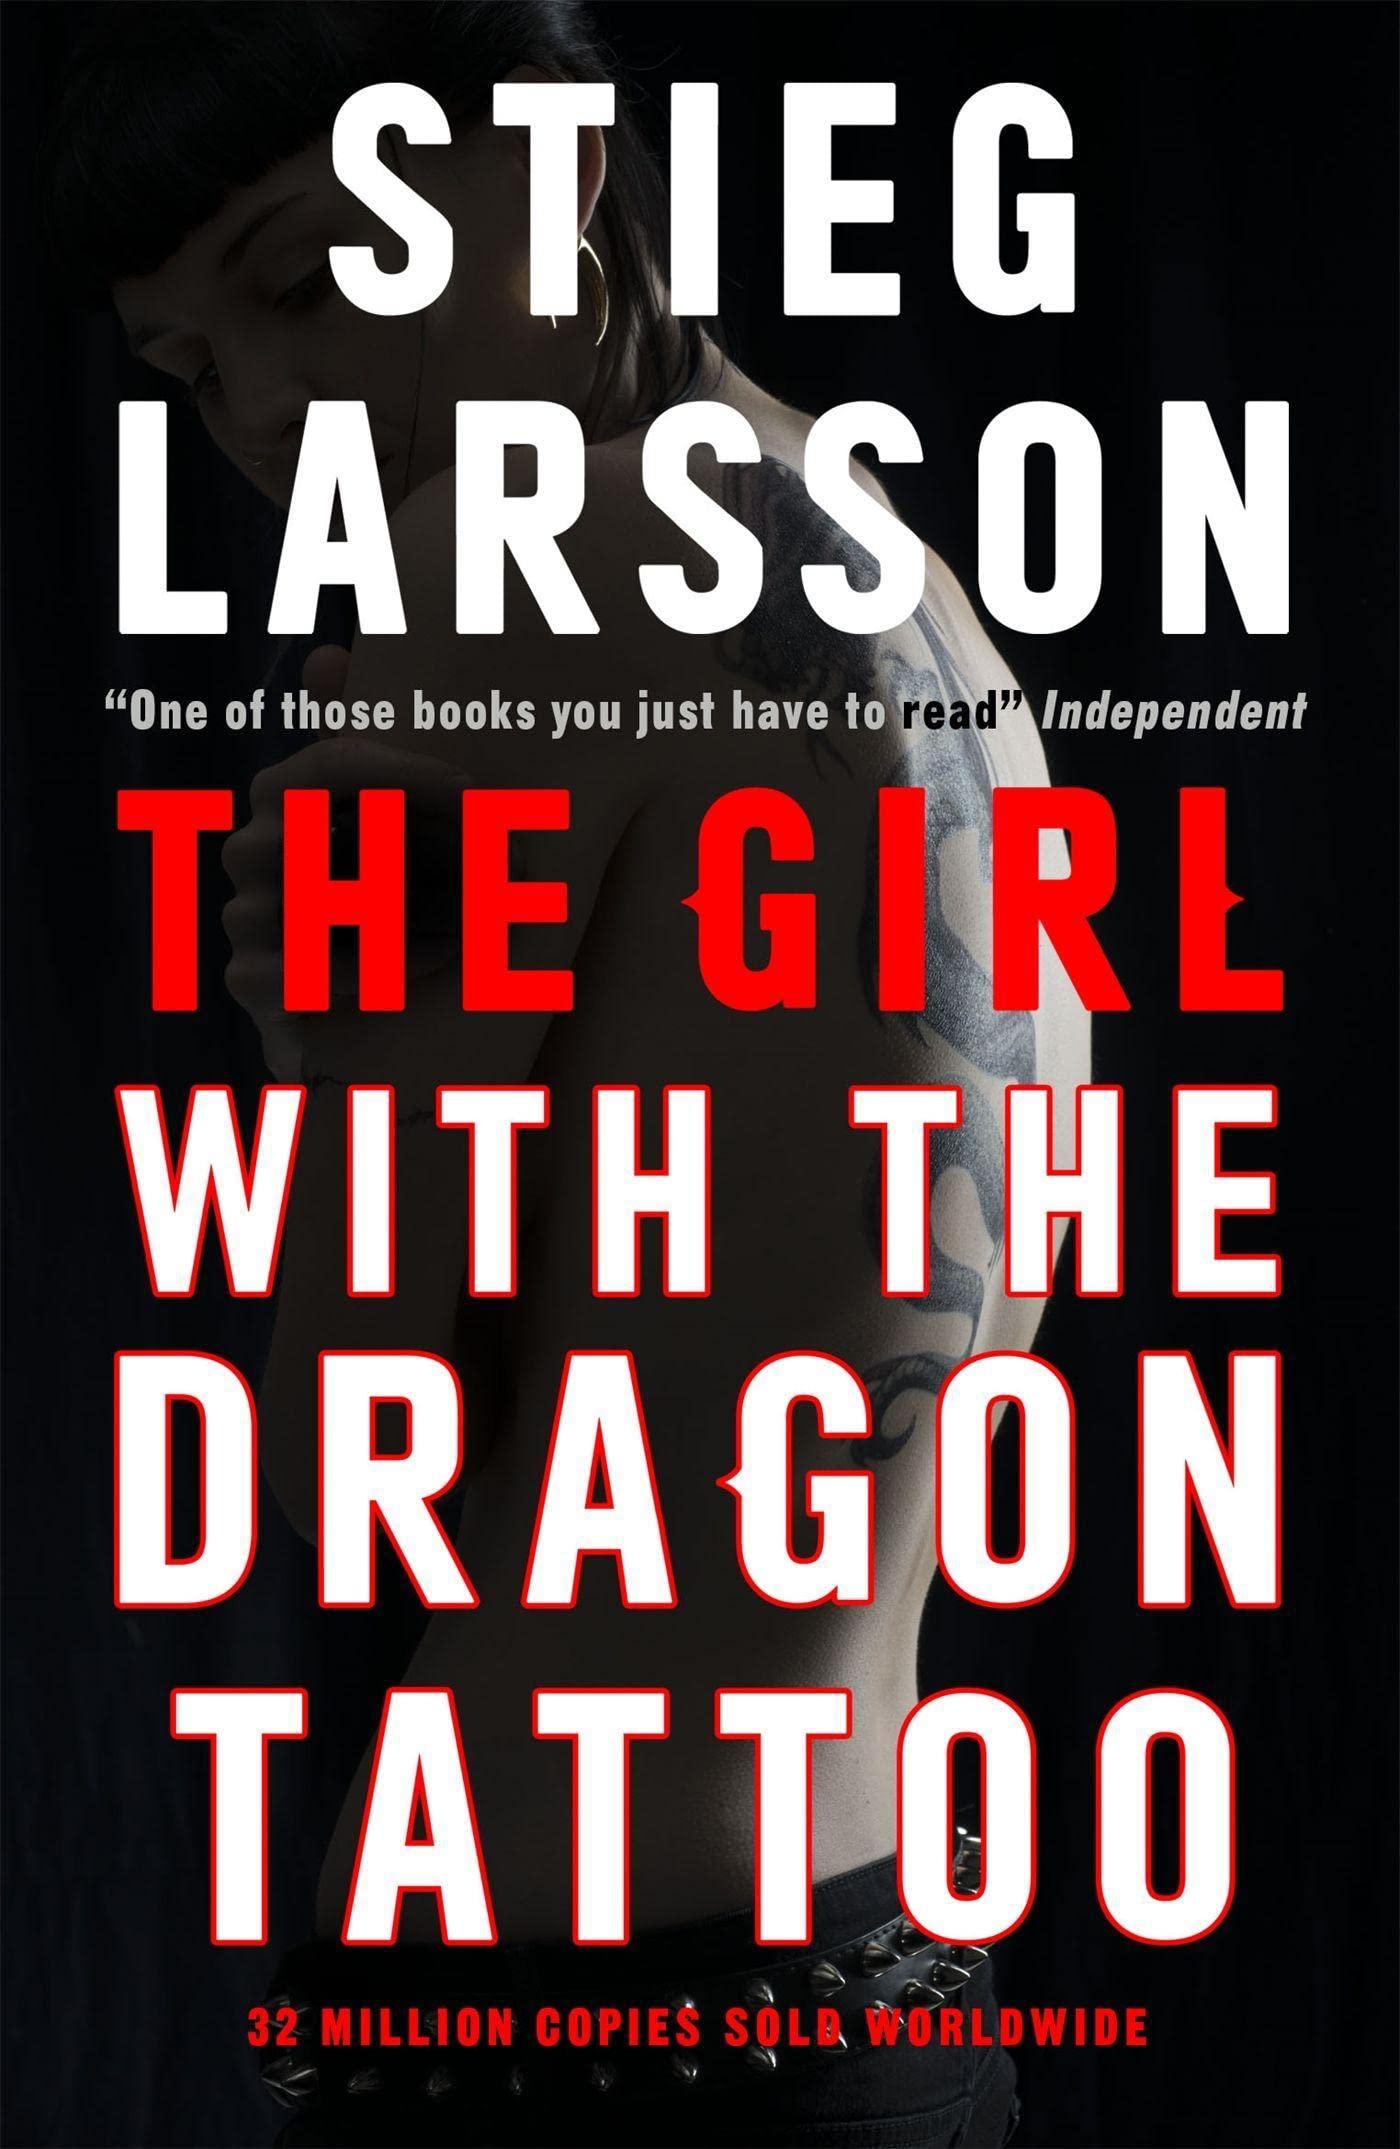 STIEG
LARSSON
“One of those books you just have to read” Independent
THE GIRL
WITH THE
DRAGON
TATTOO
32 MILLION COPIES SOLD WORLDWIDE